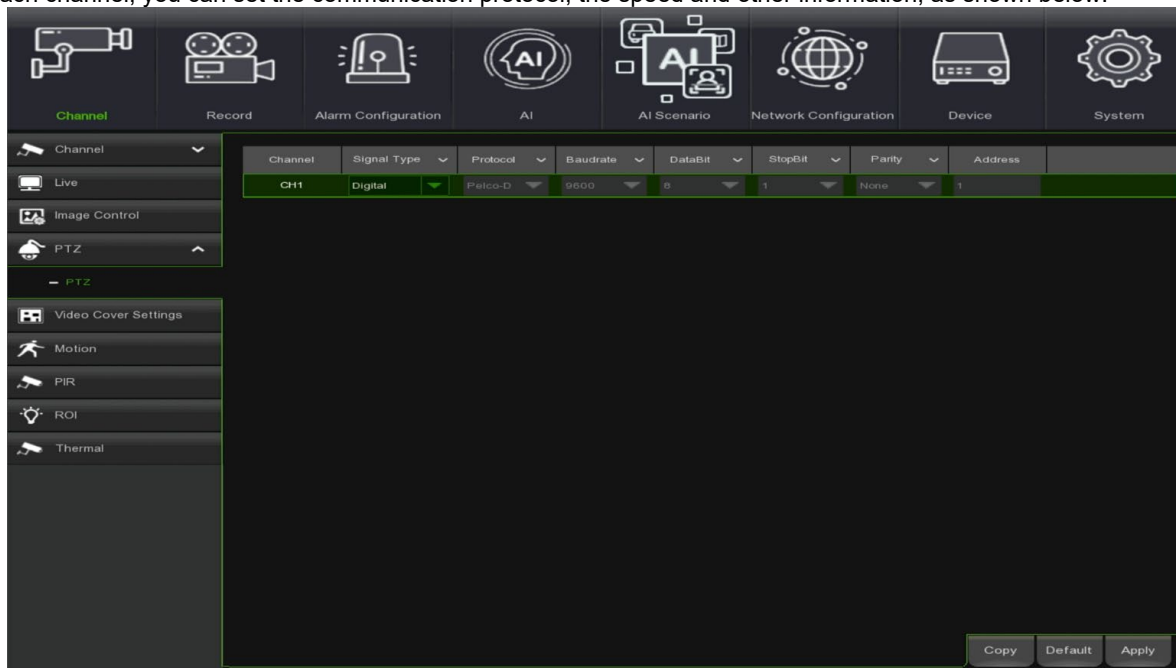 ach channel, you can set the communication protocol, the speed and other information, as shown below:
AI
AI
Channel Record Alarm Configuration AI AI Scenario Network Configuration Device System
Channel
Channel Signal Type Protocol Baudrate DataBit StopBit Parity Address
Live
CH1 Digital Pelco-D 9600 8 1 None 1
Image Control
PTZ
PTZ
Video Cover Settings
Motion
PIR
ROI
Thermal
Copy Default Apply